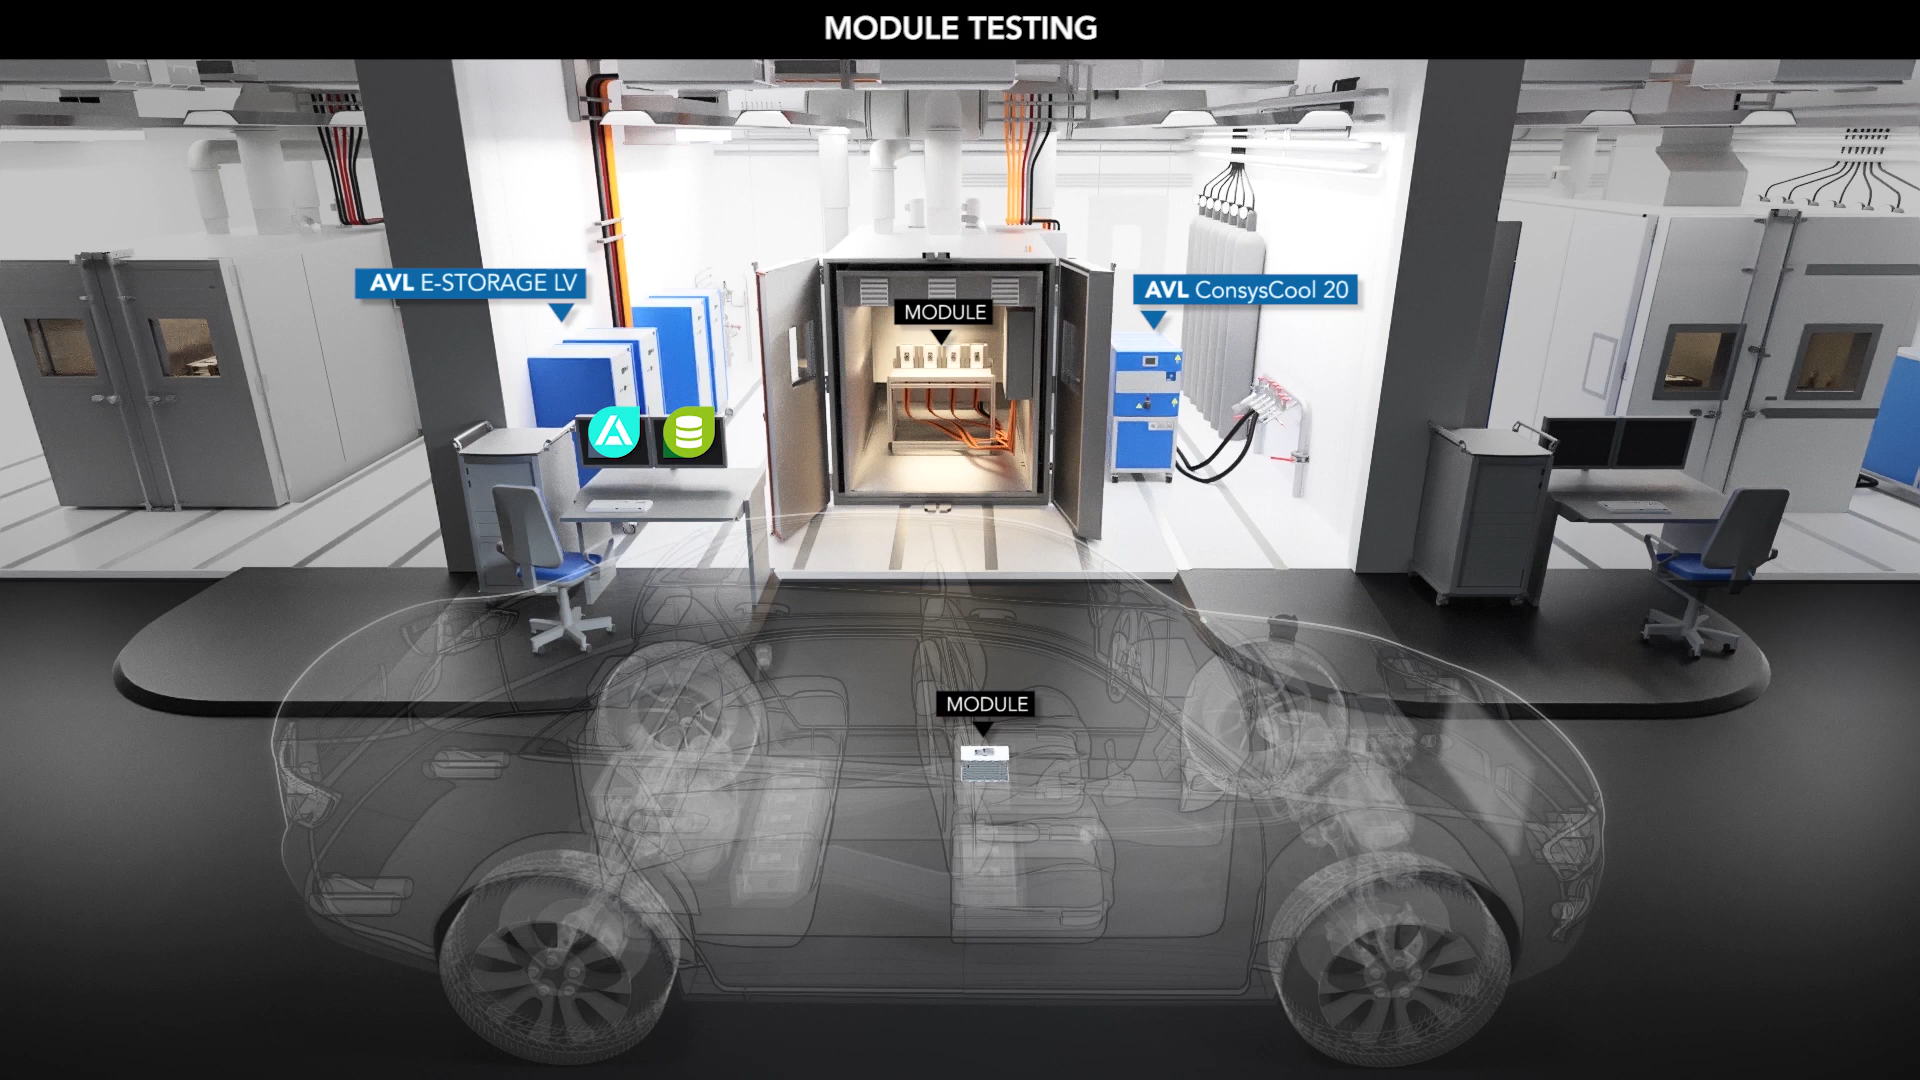 MODULE TESTING
AVL E-STORAGE LV
AVL ConsysCool 20
MODULE
MODULE